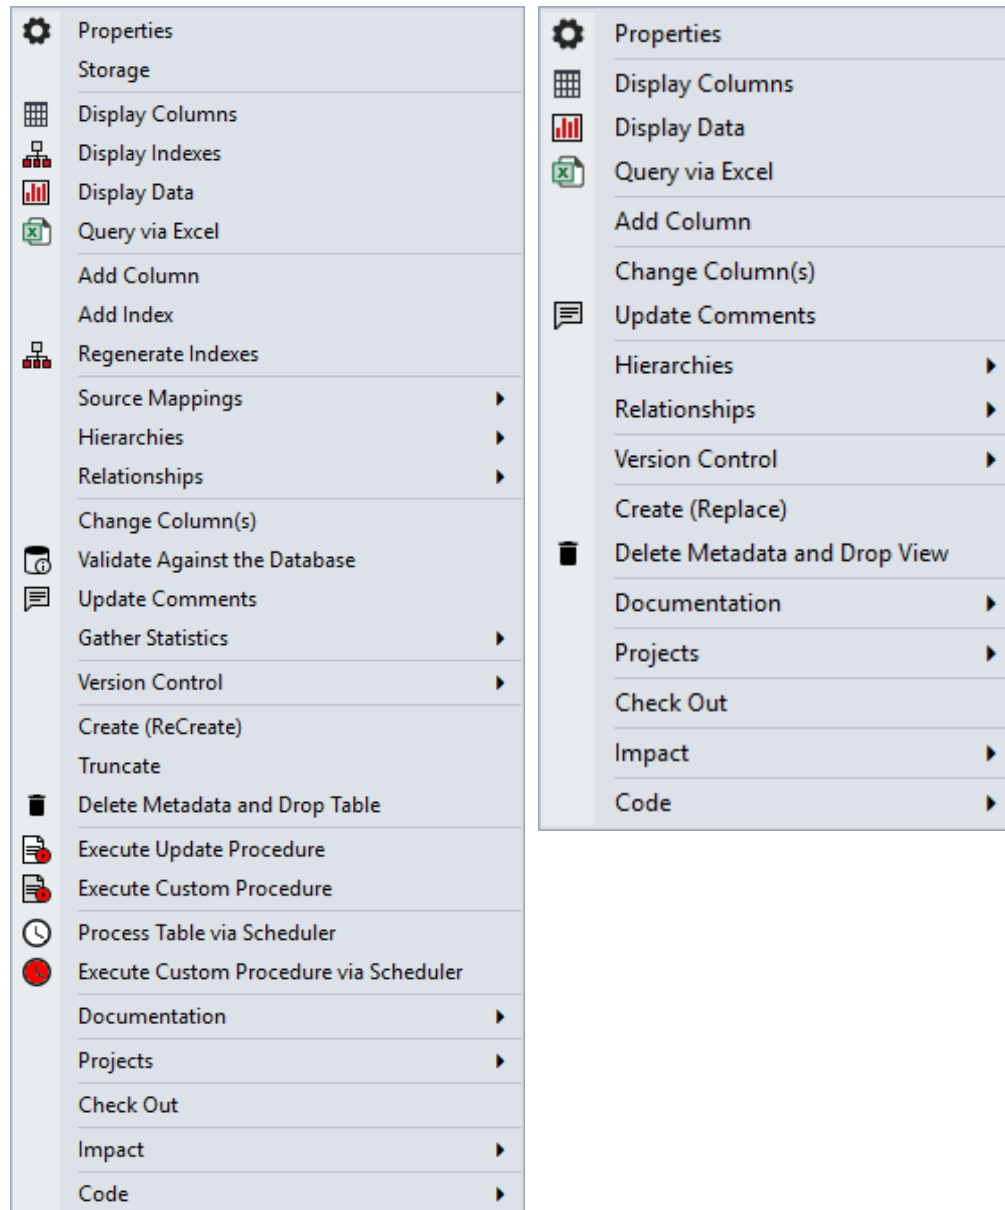 Properties
Storage
Display Columns
Display Indexes
Display Data
Query via Excel
Add Column
Add Index
Regenerate Indexes
Source Mappings
Hierarchies
Relationships
Change Column(s)
Validate Against the Database
Update Comments
Gather Statistics
Version Control
Create (ReCreate)
Truncate
Delete Metadata and Drop Table
Execute Update Procedure
Execute Custom Procedure
Process Table via Scheduler
Execute Custom Procedure via Scheduler
Documentation
Projects
Check Out
Impact
Code
Properties
Display Columns
Display Data
Query via Excel
Add Column
Change Column(s)
Update Comments
Hierarchies
Relationships
Version Control
Create (Replace)
Delete Metadata and Drop View
Documentation
Projects
Check Out
Impact
Code